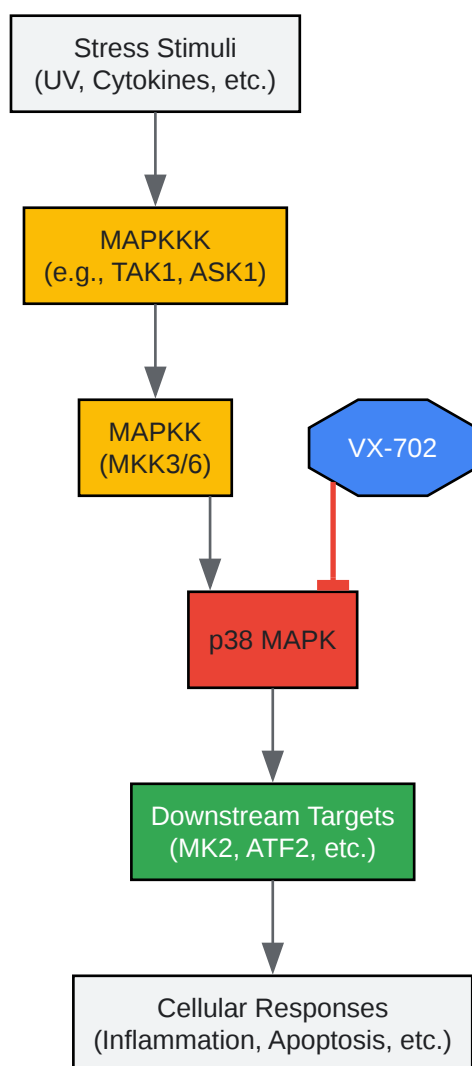 Stress Stimuli
(UV, Cytokines, etc.)
MAPKKK
(e.g., TAK1, ASK1)
MAPKK
(MKK3/6)
VX-702
p38 MAPK
Downstream Targets
(MK2, ATF2, etc.)
Cellular Responses
(Inflammation, Apoptosis, etc.)